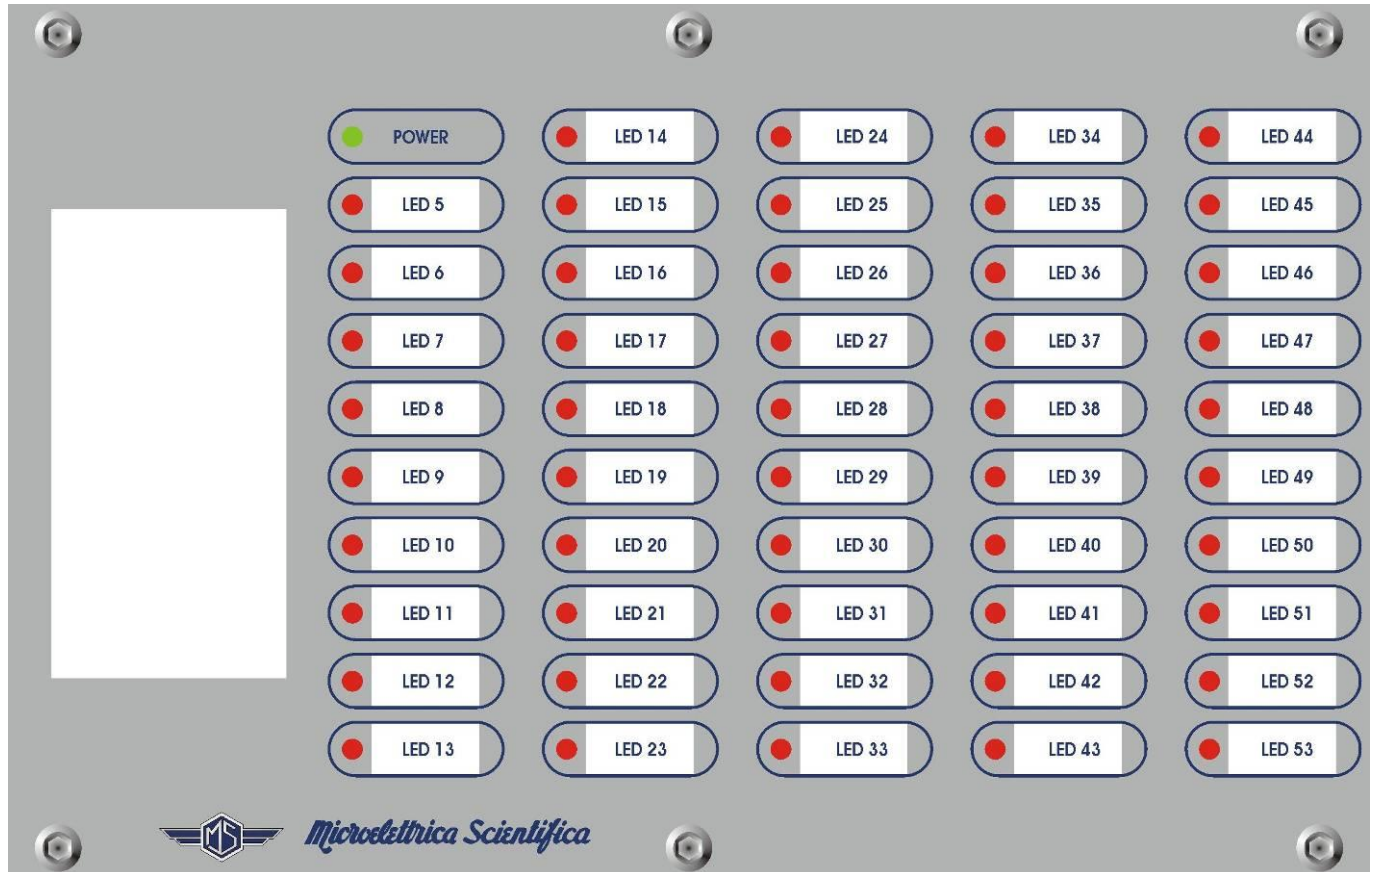 POWER LED 14 LED 24 LED 34 LED 44
LED 5 LED 15 LED 25 LED 35 LED 45
LED 6 LED 16 LED 26 LED 36 LED 46
LED 7 LED 17 LED 27 LED 37 LED 47
LED 8 LED 18 LED 28 LED 38 LED 48
LED 9 LED 19 LED 29 LED 39 LED 49
LED 10 LED 20 LED 30 LED 40 LED 50
LED 11 LED 21 LED 31 LED 41 LED 51
LED 12 LED 22 LED 32 LED 42 LED 52
LED 13 LED 23 LED 33 LED 43 LED 53
MS Microelettrica Scientifica